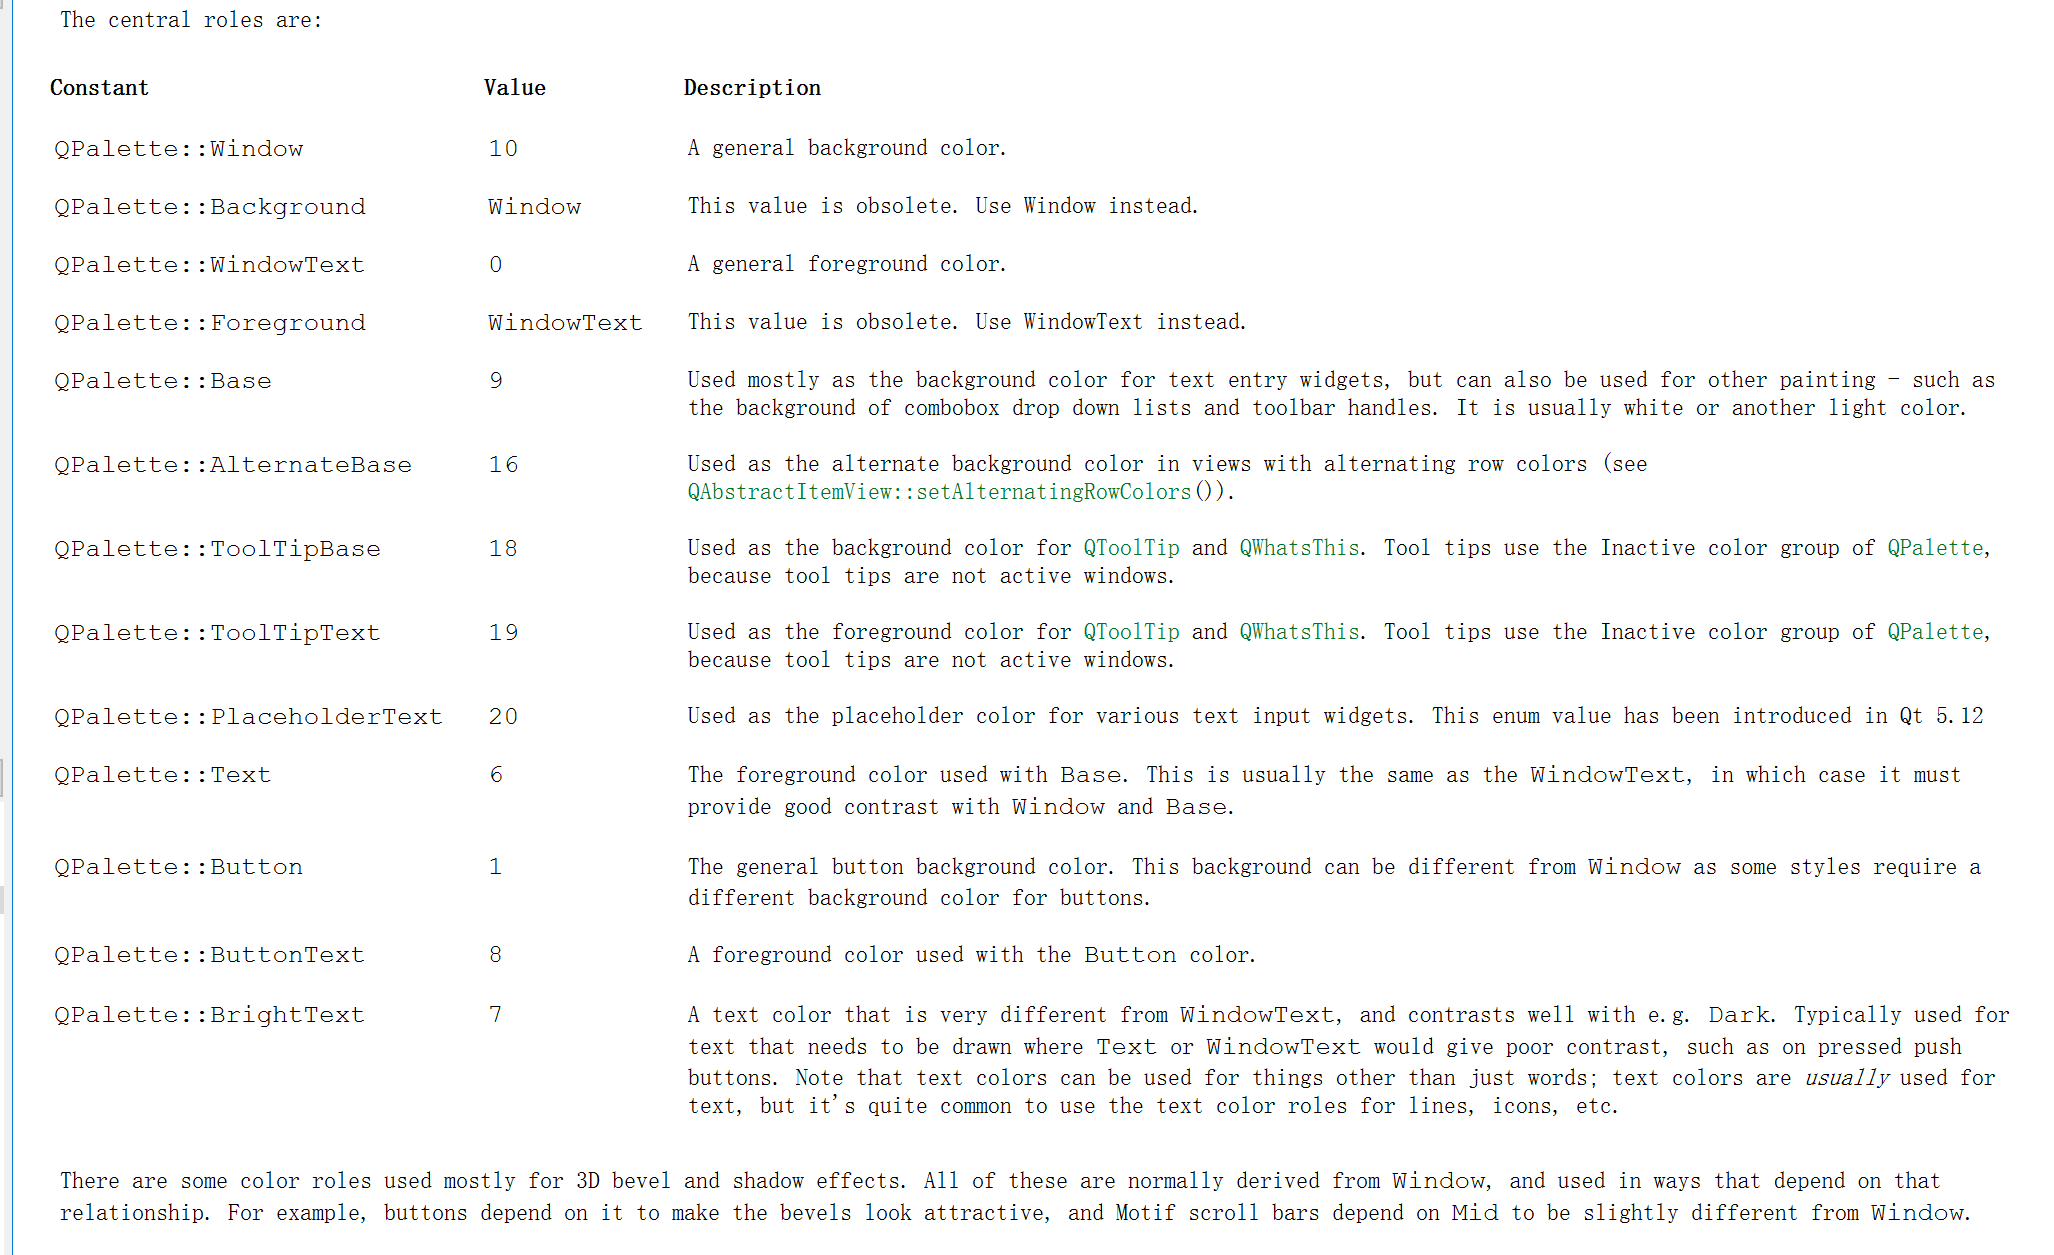 The central roles are:
Constant Value Description
QPalette::Window 10 A general background color.
QPalette::Background Window This value is obsolete. Use Window instead.
QPalette::WindowText 0 A general foreground color.
QPalette::Foreground WindowText This value is obsolete. Use WindowText instead.
QPalette::Base 9 Used mostly as the background color for text entry widgets, but can also be used for other painting - such as
the background of combobox drop down lists and toolbar handles. It is usually white or another light color.
QPalette::AlternateBase 16 Used as the alternate background color in views with alternating row colors (see
QAbstractItemView::setAlternatingRowColors()).
QPalette::ToolTipBase 18 Used as the background color for QToolTip and QWhatsThis. Tool tips use the Inactive color group of QPalette,
because tool tips are not active windows.
QPalette::ToolTipText 19 Used as the foreground color for QToolTip and QWhatsThis. Tool tips use the Inactive color group of QPalette,
because tool tips are not active windows.
QPalette::PlaceholderText 20 Used as the placeholder color for various text input widgets. This enum value has been introduced in Qt 5.12
QPalette::Text 6 The foreground color used with Base. This is usually the same as the WindowText, in which case it must
provide good contrast with Window and Base.
QPalette::Button 1 The general button background color. This background can be different from Window as some styles require a
different background color for buttons.
QPalette::ButtonText 8 A foreground color used with the Button color.
QPalette::BrightText 7 A text color that is very different from WindowText, and contrasts well with e.g. Dark. Typically used for
text that needs to be drawn where Text or WindowText would give poor contrast, such as on pressed push
buttons. Note that text colors can be used for things other than just words; text colors are usually used for
text, but it's quite common to use the text color roles for lines, icons, etc.
There are some color roles used mostly for 3D bevel and shadow effects. All of these are normally derived from Window, and used in ways that depend on that
relationship. For example, buttons depend on it to make the bevels look attractive, and Motif scroll bars depend on Mid to be slightly different from Window.